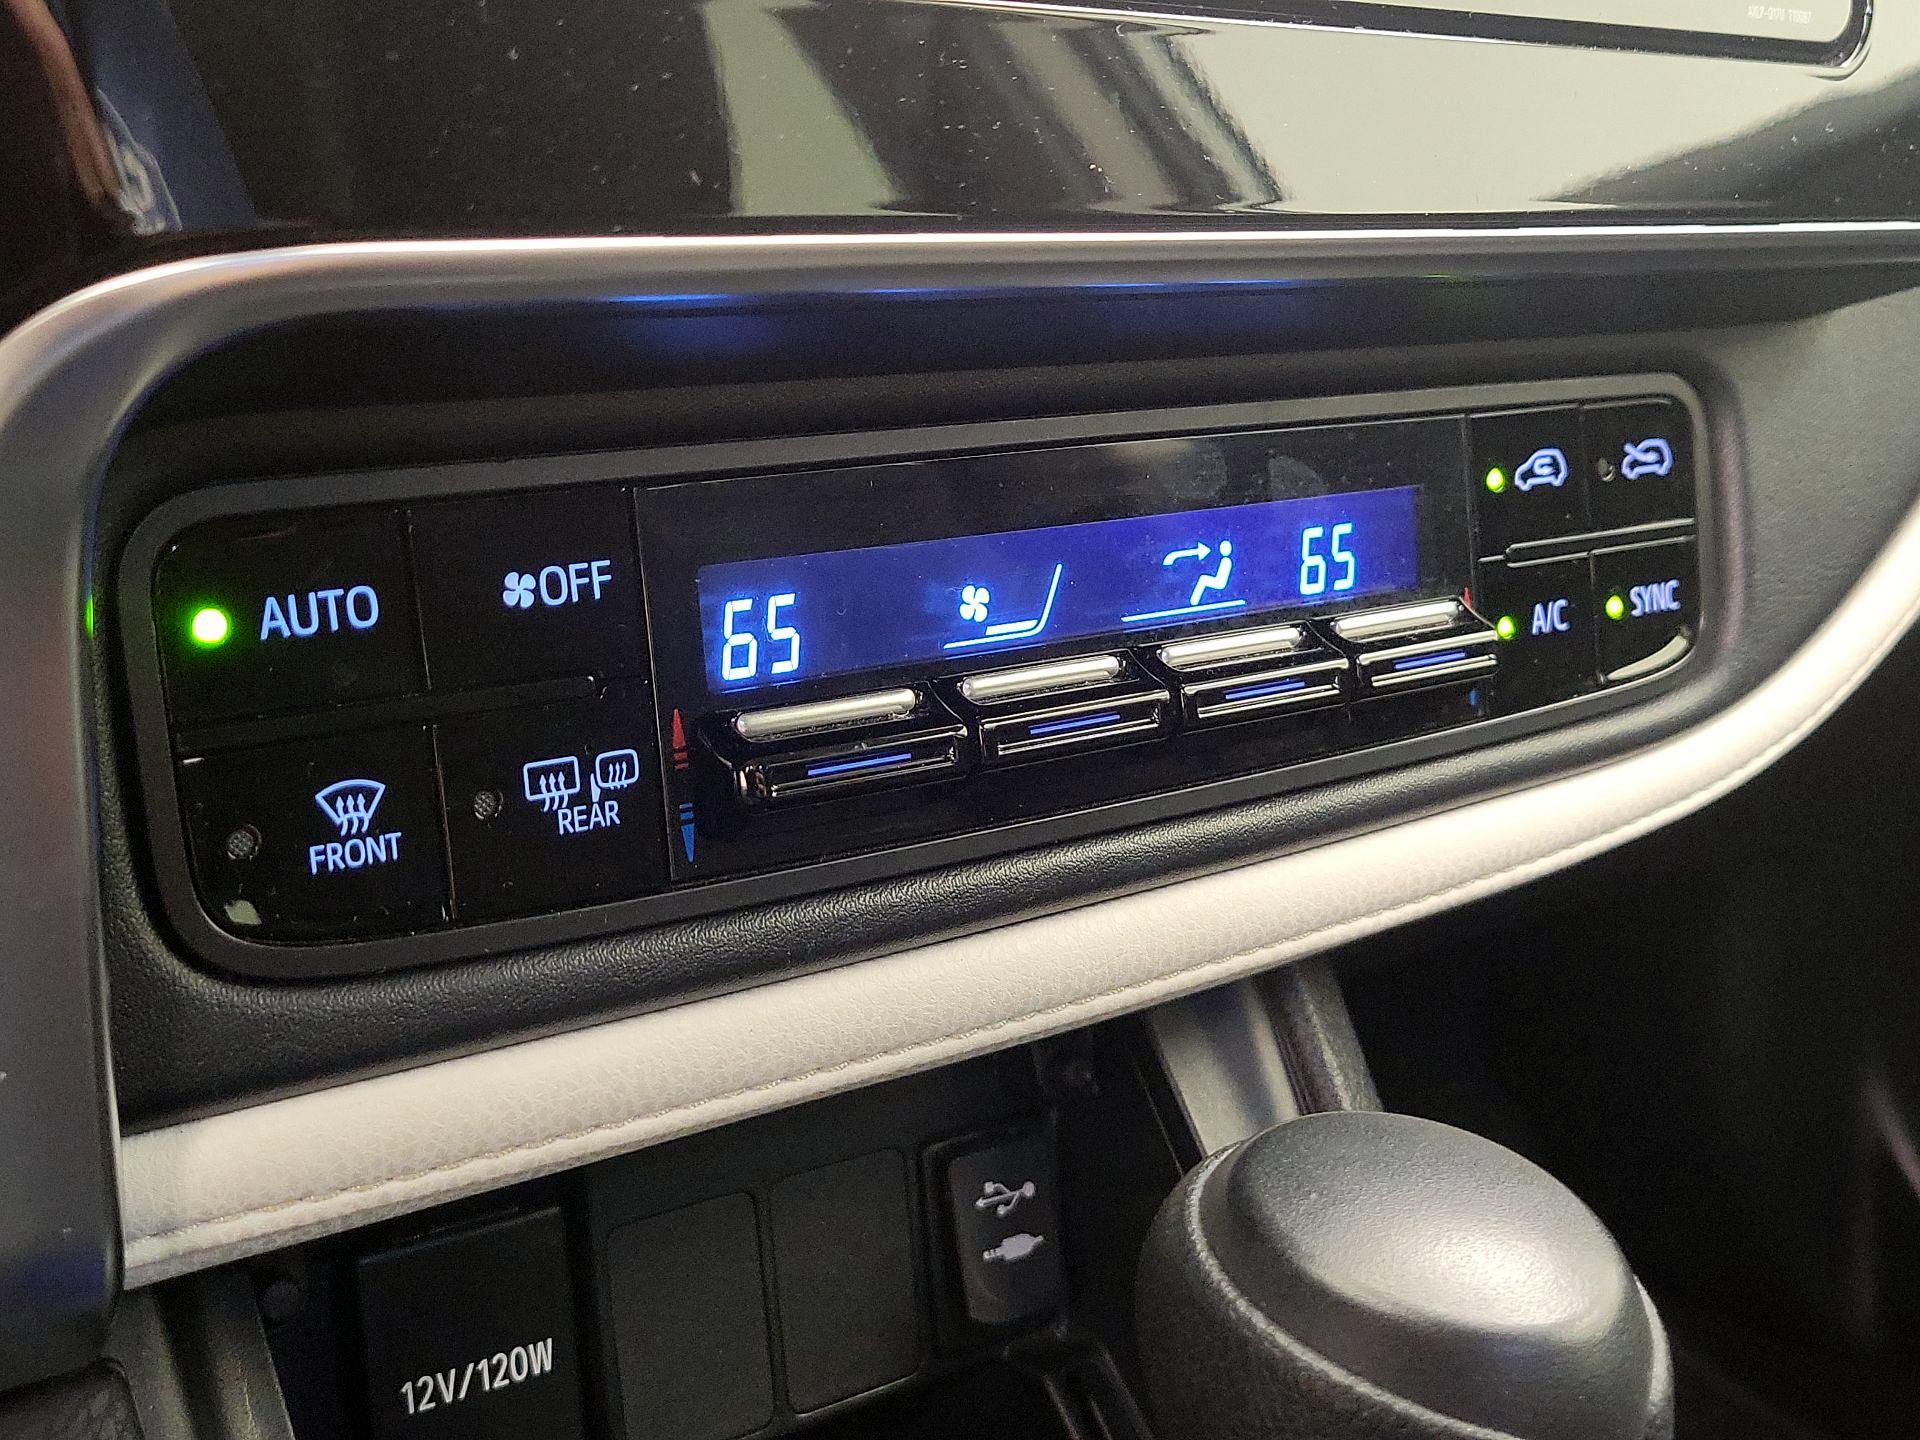 AUTO
OFF
65
65
A/C
SYNC
FRONT
REAR
12V/120W